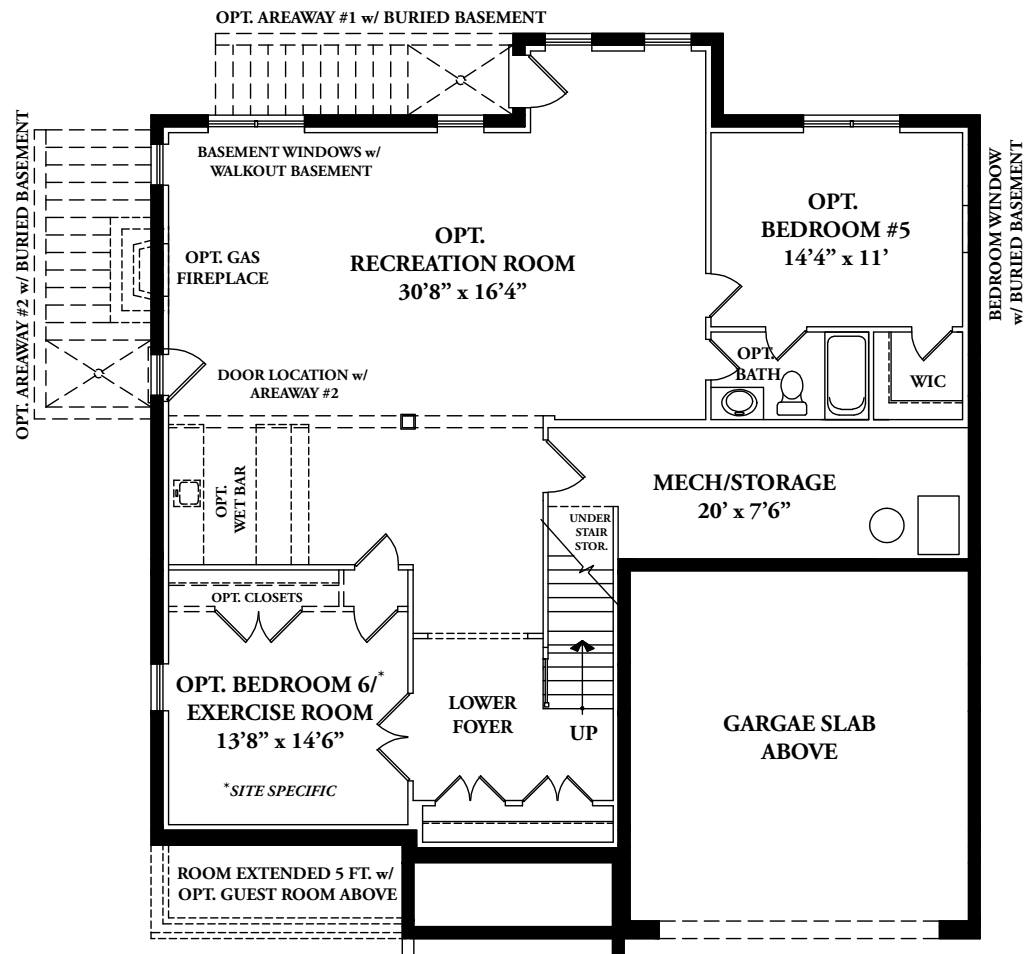 OPT. AREAWAY #1 w/ BURIED BASEMENT
OPT. AREAWAY #2 w/ BURIED BASEMENT
BASEMENT WINDOWS w/
WALKOUT BASEMENT
OPT. GAS
FIREPLACE
OPT.
RECREATION ROOM
30’8” x 16’4”
OPT.
BEDROOM #5
14’4” x 11’
BEDROOM WINDOW
w/ BURIED BASEMENT
DOOR LOCATION w/
AREAWAY #2
OPT.
BATH
WIC
OPT.
WET BAR
MECH/STORAGE
20’ x 7’6”
UNDER
STAIR
STOR.
OPT. CLOSETS
OPT. BEDROOM 6/*
EXERCISE ROOM
13’8” x 14’6”
*SITE SPECIFIC
LOWER
FOYER
UP
GARGAE SLAB
ABOVE
ROOM EXTENDED 5 FT. w/
OPT. GUEST ROOM ABOVE